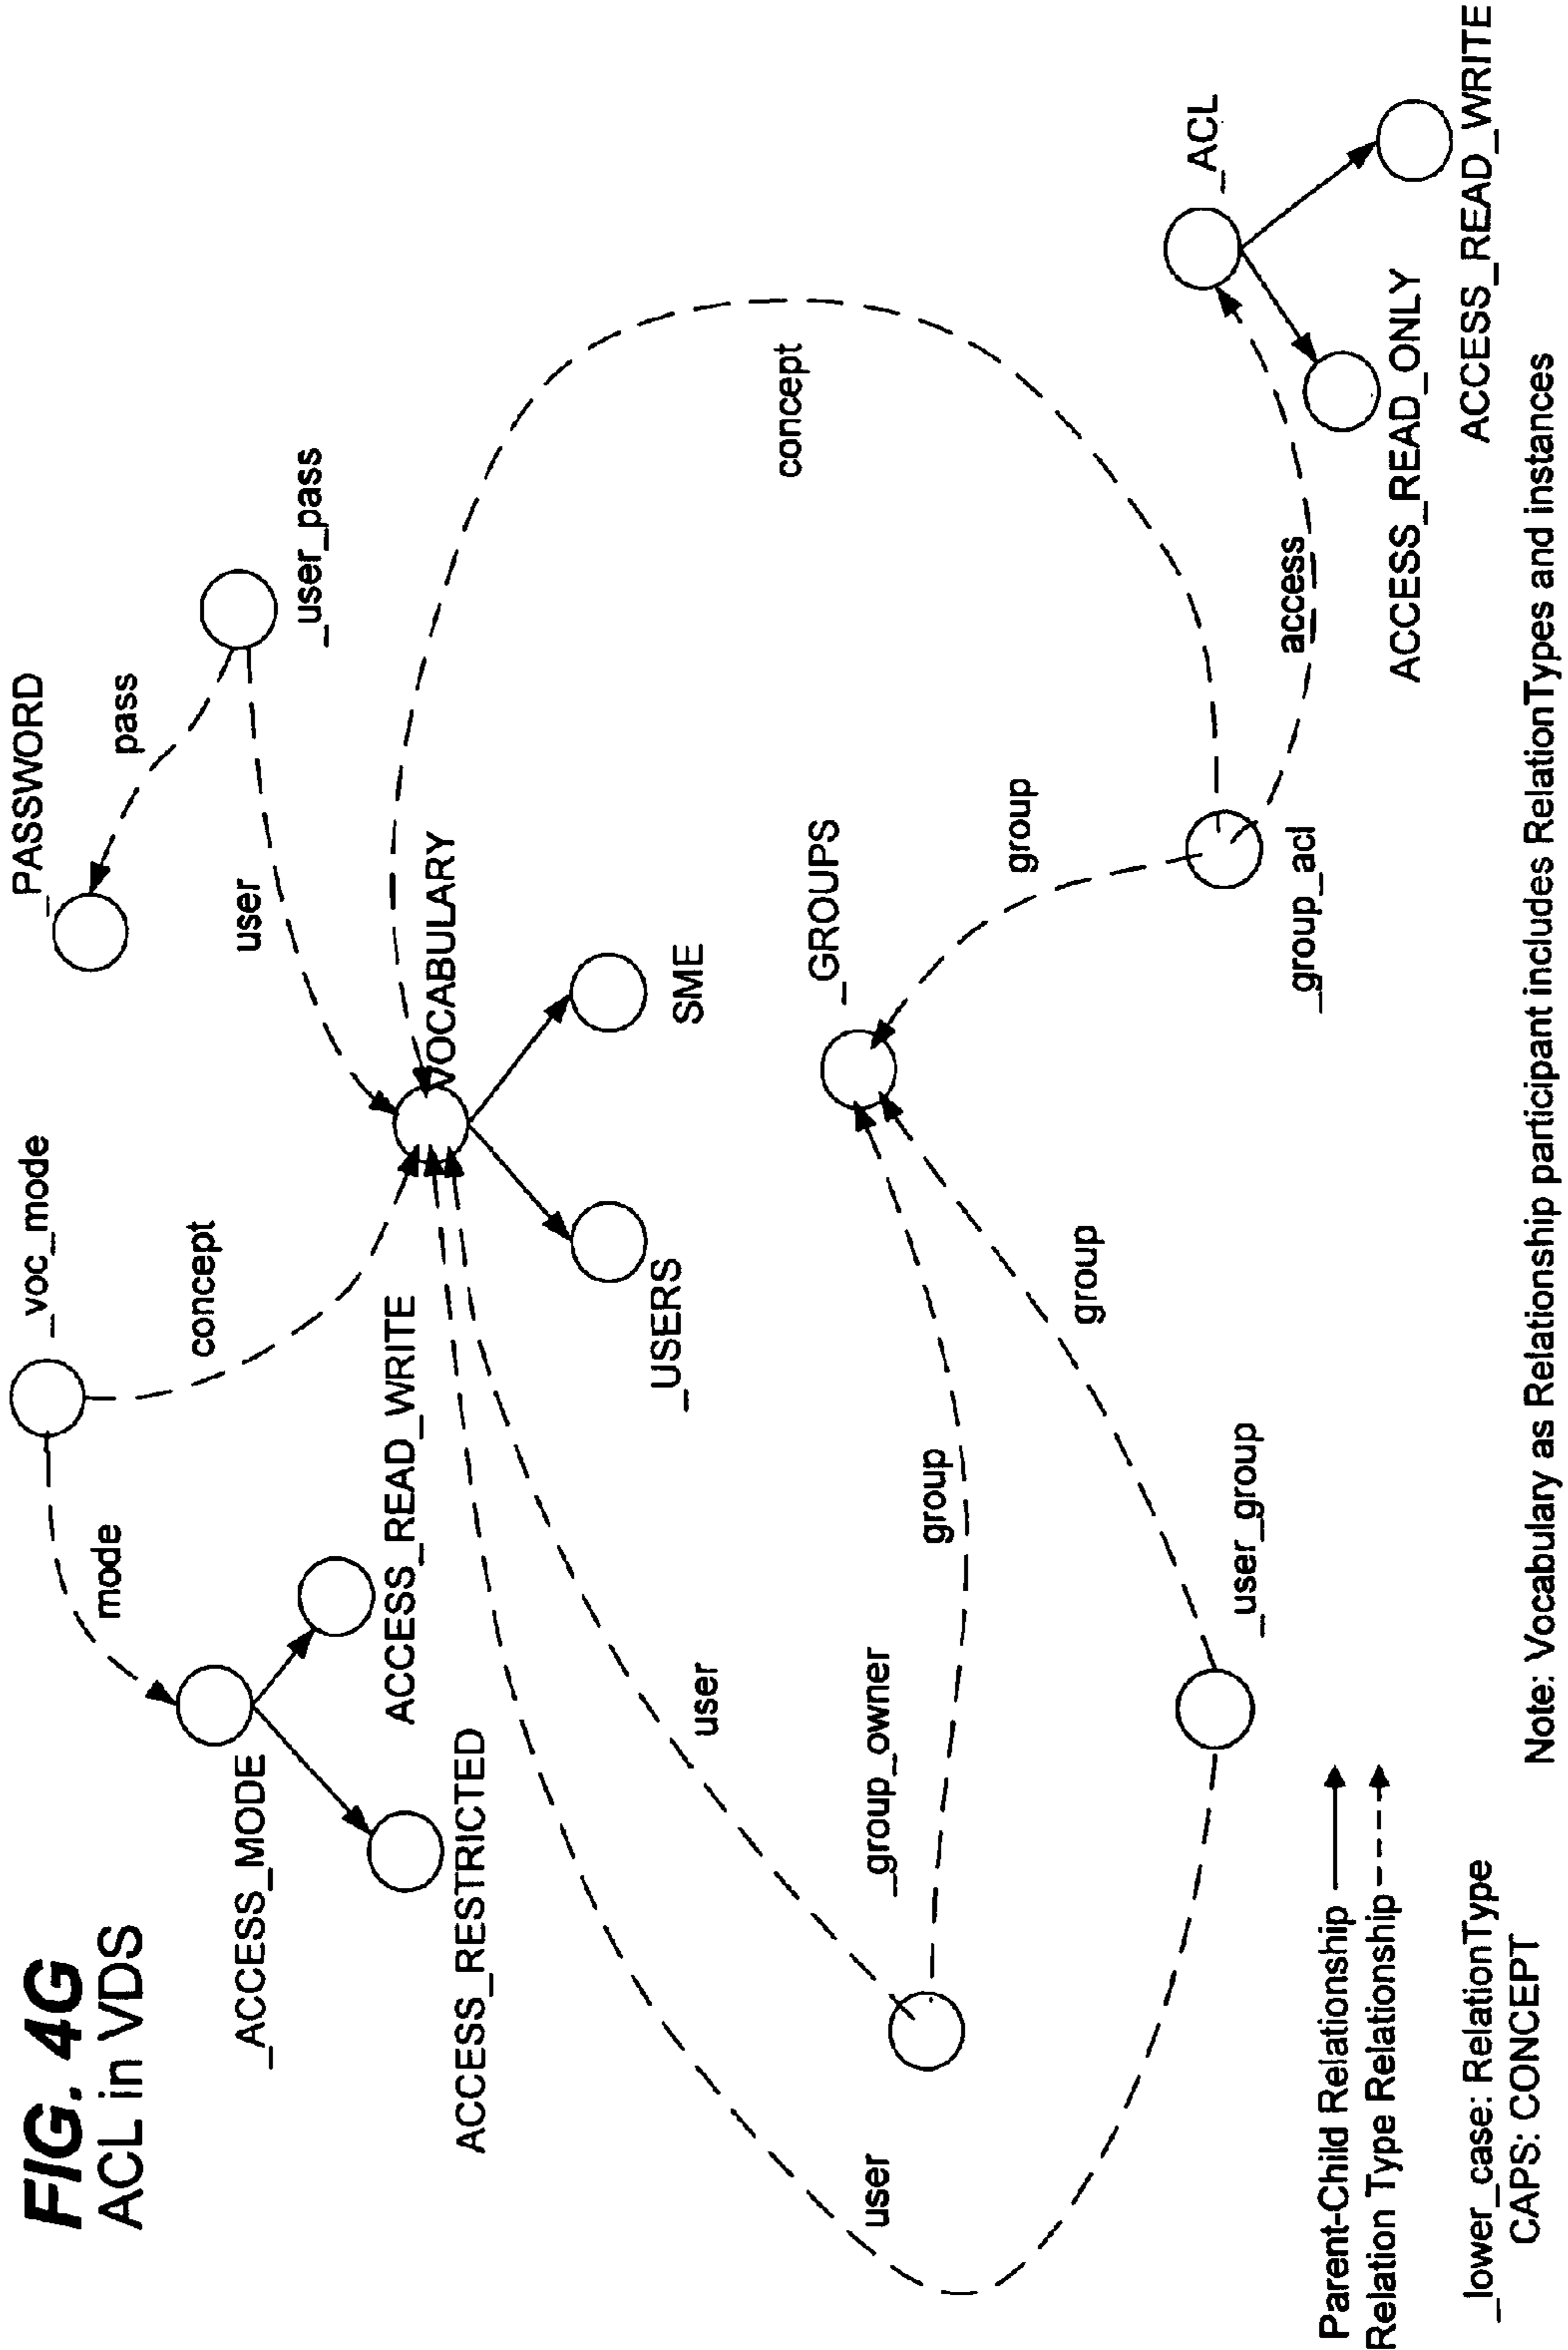 FIG. 4G
ACL in VDS
_voc_mode
_PASSWORD
mode
concept
user
pass
_user_pass
_ACCESS_MODE
ACCESS_READ_WRITE
ACCESS_RESTRICTED
VOCABULARY
_USERS
SME
concept
user
_GROUPS
_group_owner
group
user
group
group
_user_group
_group_acl
access
_ACL
ACCESS_READ_ONLY
ACCESS_READ_WRITE
Parent-Child Relationship
Relation Type Relationship
_lower_case: RelationType
CAPS: CONCEPT
Note: Vocabulary as Relationship participant includes RelationTypes and instances